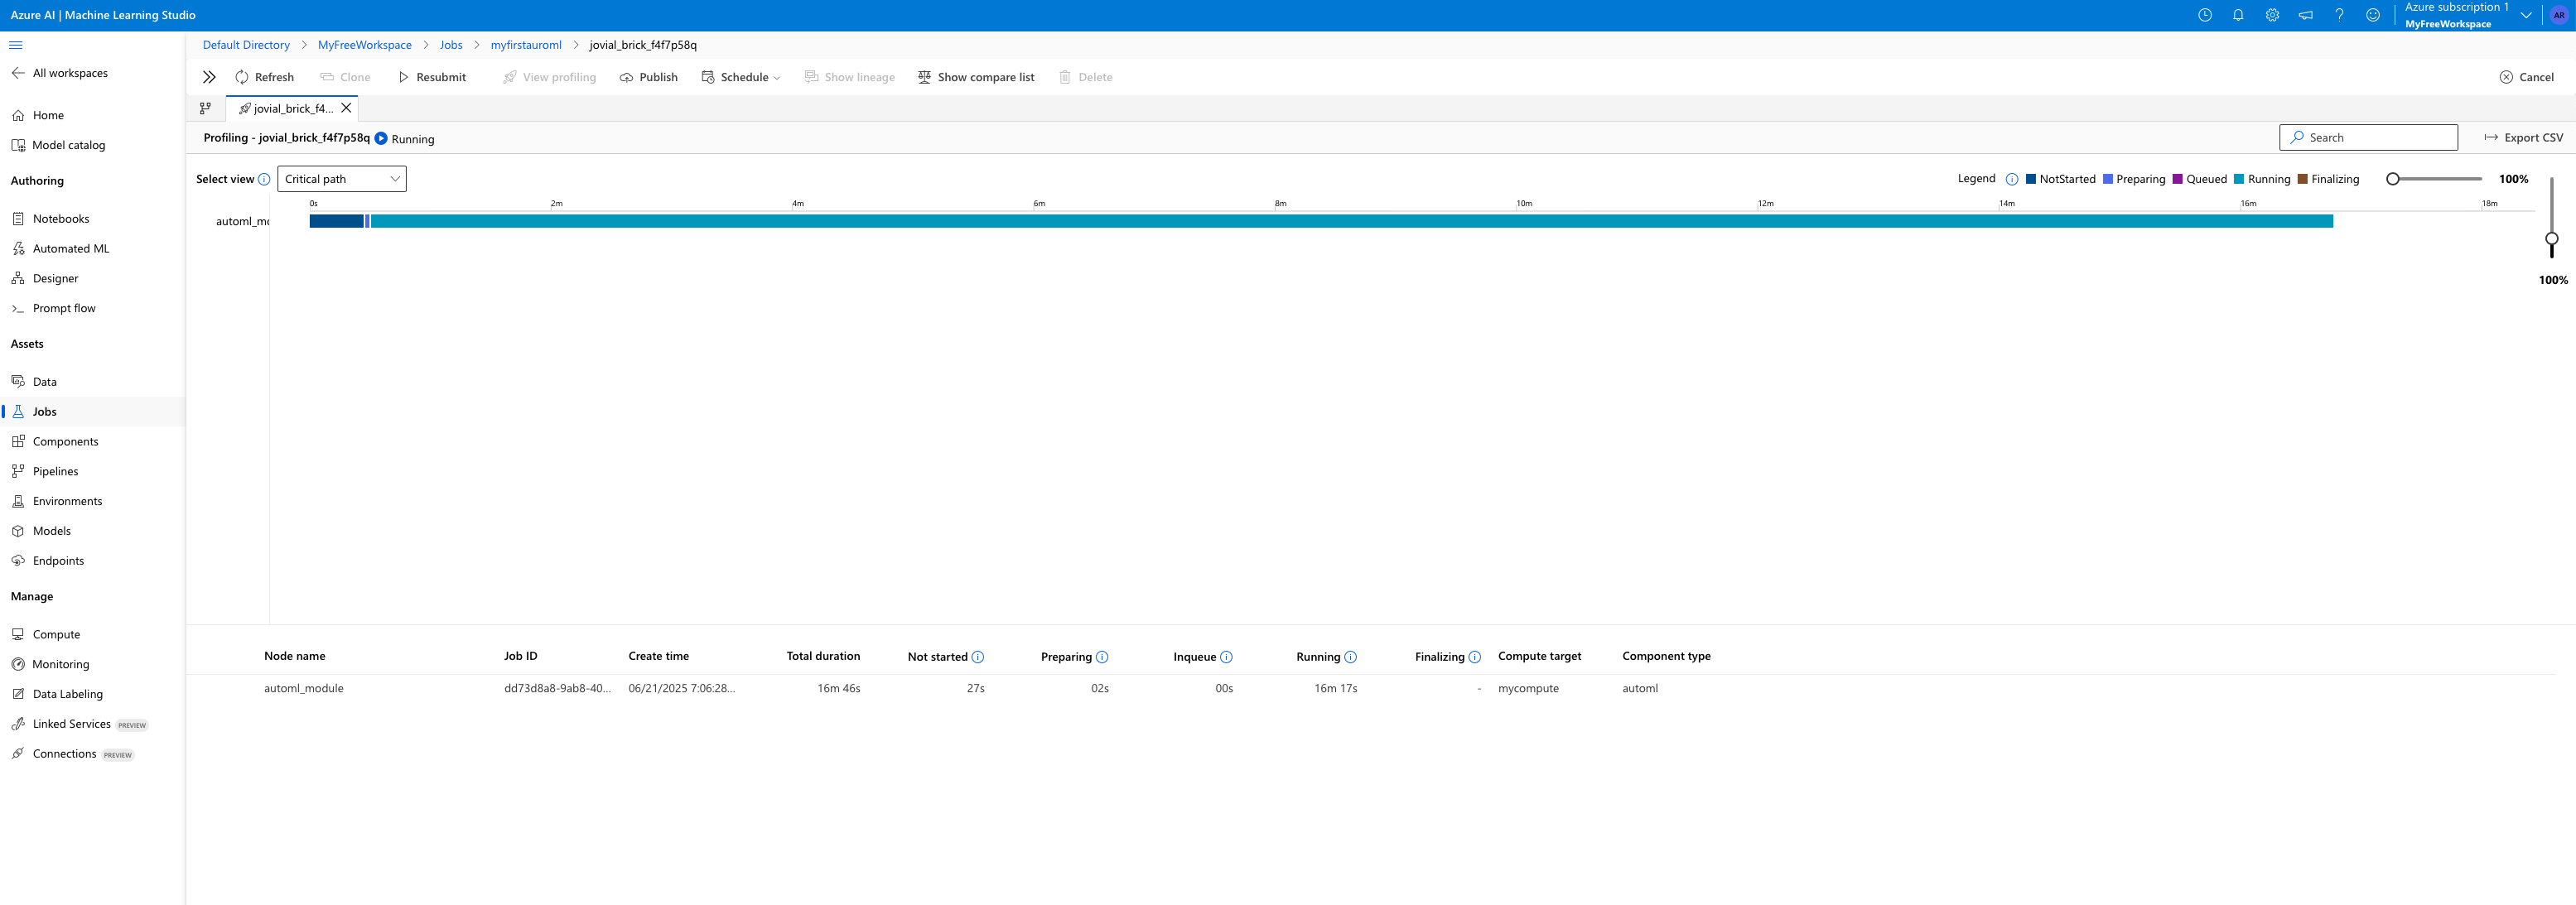 Azure AI | Machine Learning Studio
Azure subscription 1
MyFreeWorkspace
AR
All workspaces
Home
Model catalog
Authoring
Notebooks
Automated ML
Designer
Prompt flow
Assets
Data
Jobs
Components
Pipelines
Environments
Models
Endpoints
Manage
Compute
Monitoring
Data Labeling
Linked Services PREVIEW
Connections PREVIEW
Default Directory > MyFreeWorkspace > Jobs > myfirstauroml > jovial_brick_f4f7p58q
Refresh Clone Resubmit View profiling Publish Schedule Show lineage Show compare list Delete Cancel
jovial_brick_f4...
Profiling - jovial_brick_f4f7p58q Running
Search Export CSV
Select view Critical path
Legend NotStarted Preparing Queued Running Finalizing 100%
0s 2m 4m 6m 8m 10m 12m 14m 16m 18m
automl_mo
100%
Node name Job ID Create time Total duration Not started Preparing Inqueue Running Finalizing Compute target Component type
automl_module dd73d8a8-9ab8-40... 06/21/2025 7:06:28... 16m 46s 27s 02s 00s 16m 17s - mycompute automl